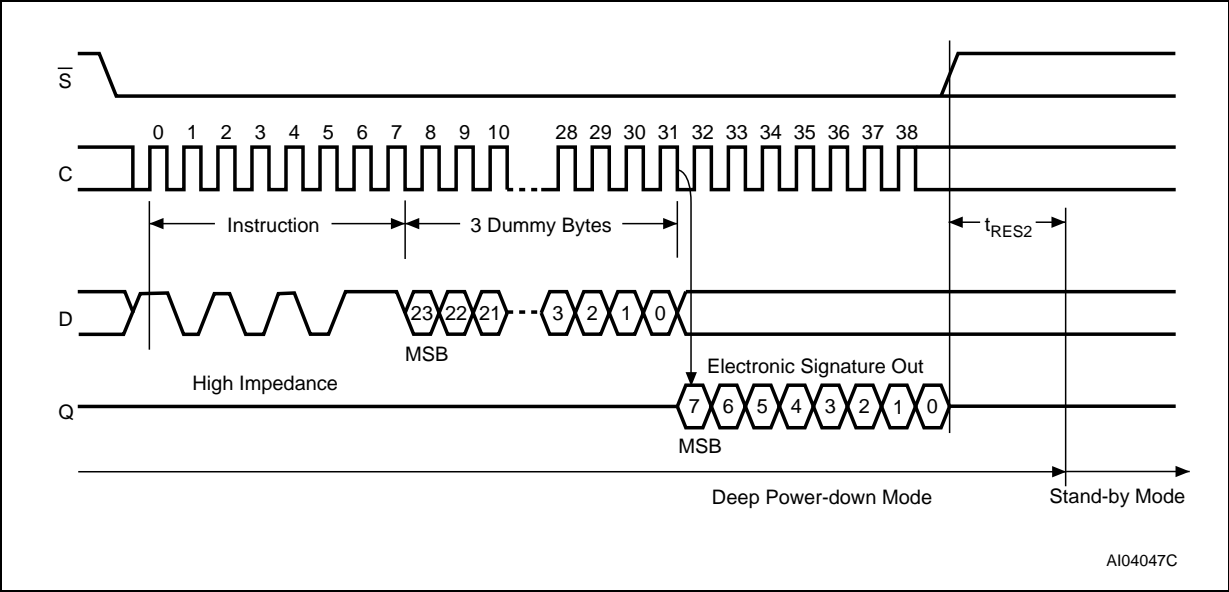 S
0 1 2 3 4 5 6 7 8 9 10 28 29 30 31 32 33 34 35 36 37 38
C
Instruction 3 Dummy Bytes tRES2
D 23 22 21 3 2 1 0
MSB
High Impedance Electronic Signature Out
Q 7 6 5 4 3 2 1 0
MSB
Deep Power-down Mode Stand-by Mode
AI04047C